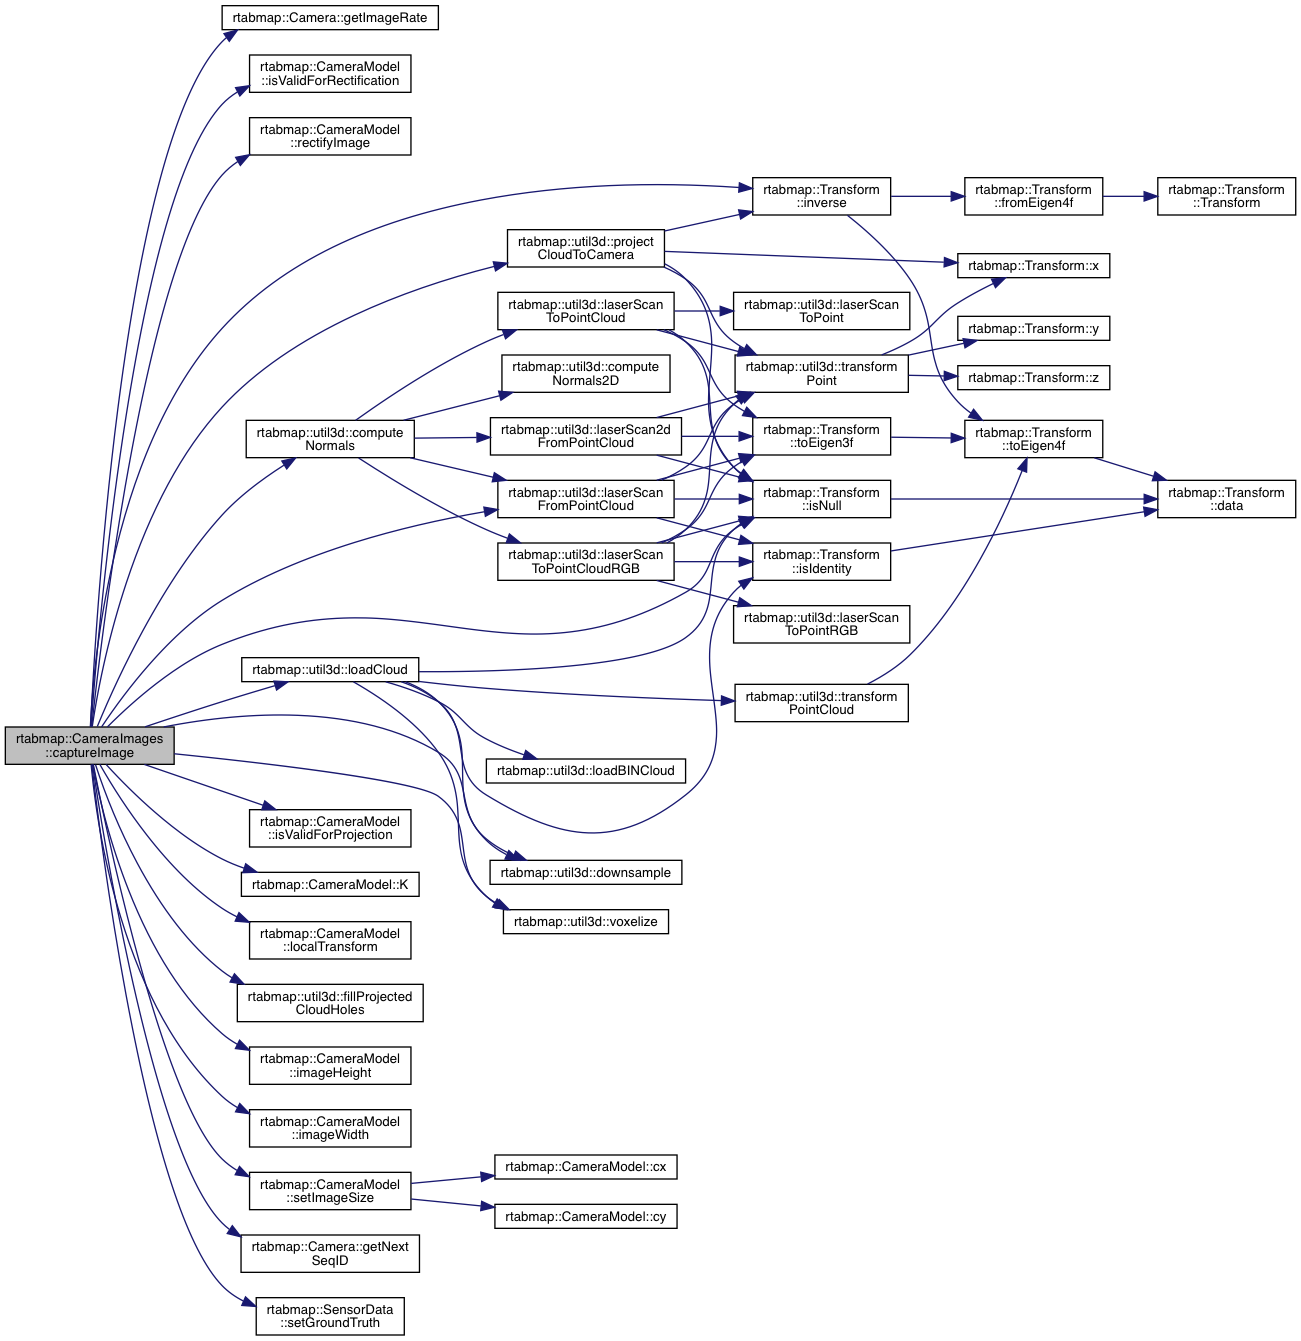 rtabmap::Camera::getImageRate
rtabmap::CameraModel
::isValidForRectification
rtabmap::CameraModel
::rectifyImage
rtabmap::Transform
::inverse
rtabmap::Transform
::fromEigen4f
rtabmap::Transform
::Transform
rtabmap::util3d::project
CloudToCamera
rtabmap::Transform::x
rtabmap::util3d::laserScan
ToPointCloud
rtabmap::util3d::laserScan
ToPoint
rtabmap::Transform::y
rtabmap::util3d::compute
Normals2D
rtabmap::util3d::transform
Point
rtabmap::Transform::z
rtabmap::util3d::compute
Normals
rtabmap::util3d::laserScan2d
FromPointCloud
rtabmap::Transform
::toEigen3f
rtabmap::Transform
::toEigen4f
rtabmap::util3d::laserScan
FromPointCloud
rtabmap::Transform
::isNull
rtabmap::Transform
::data
rtabmap::util3d::laserScan
ToPointCloudRGB
rtabmap::Transform
::isIdentity
rtabmap::util3d::laserScan
ToPointRGB
rtabmap::util3d::loadCloud
rtabmap::util3d::transform
PointCloud
rtabmap::CameraImages
::captureImage
rtabmap::util3d::loadBINCloud
rtabmap::CameraModel
::isValidForProjection
rtabmap::util3d::downsample
rtabmap::CameraModel::K
rtabmap::util3d::voxelize
rtabmap::CameraModel
::localTransform
rtabmap::util3d::fillProjected
CloudHoles
rtabmap::CameraModel
::imageHeight
rtabmap::CameraModel
::imageWidth
rtabmap::CameraModel
::setImageSize
rtabmap::CameraModel::cx
rtabmap::CameraModel::cy
rtabmap::Camera::getNext
SeqID
rtabmap::SensorData
::setGroundTruth